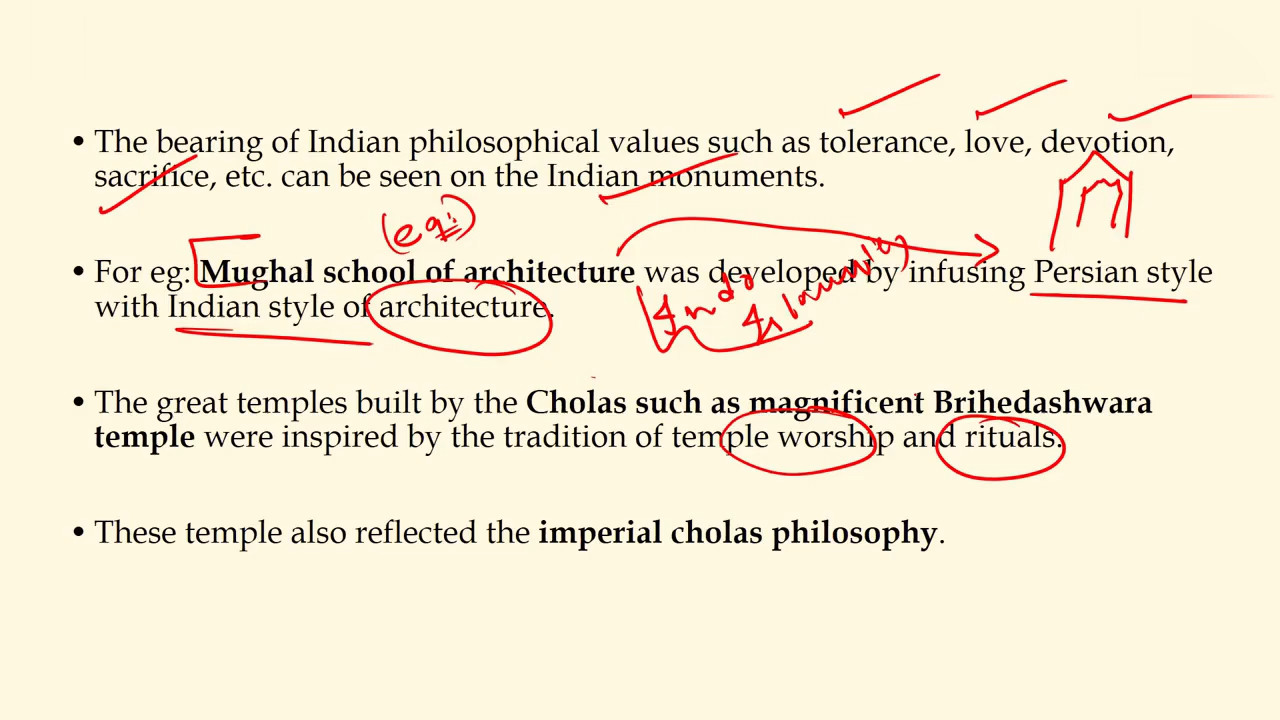 • The bearing of Indian philosophical values such as tolerance, love, devotion,
sacrifice, etc. can be seen on the Indian monuments.
(eg:)
• For eg: Mughal school of architecture was developed by infusing Persian style
with Indian style of architecture.
Indo
• The great temples built by the Cholas such as magnificent Brihedashwara
temple were inspired by the tradition of temple worship and rituals.
• These temple also reflected the imperial cholas philosophy.